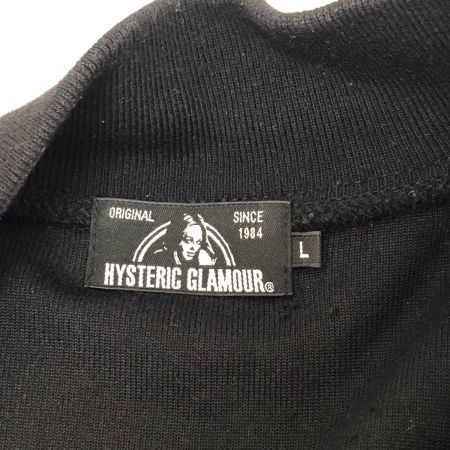 ORIGINAL SINCE
1984
HYSTERIC GLAMOUR®
L